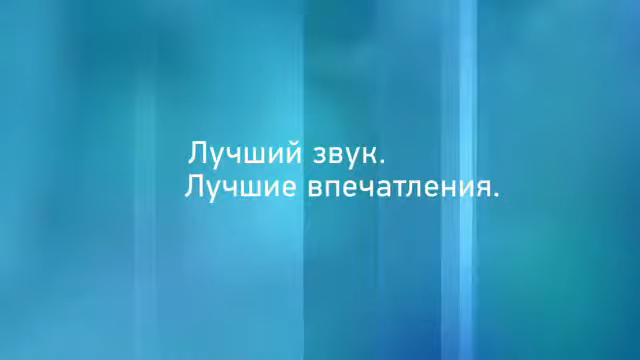 Лучший звук.
Лучшие впечатления.